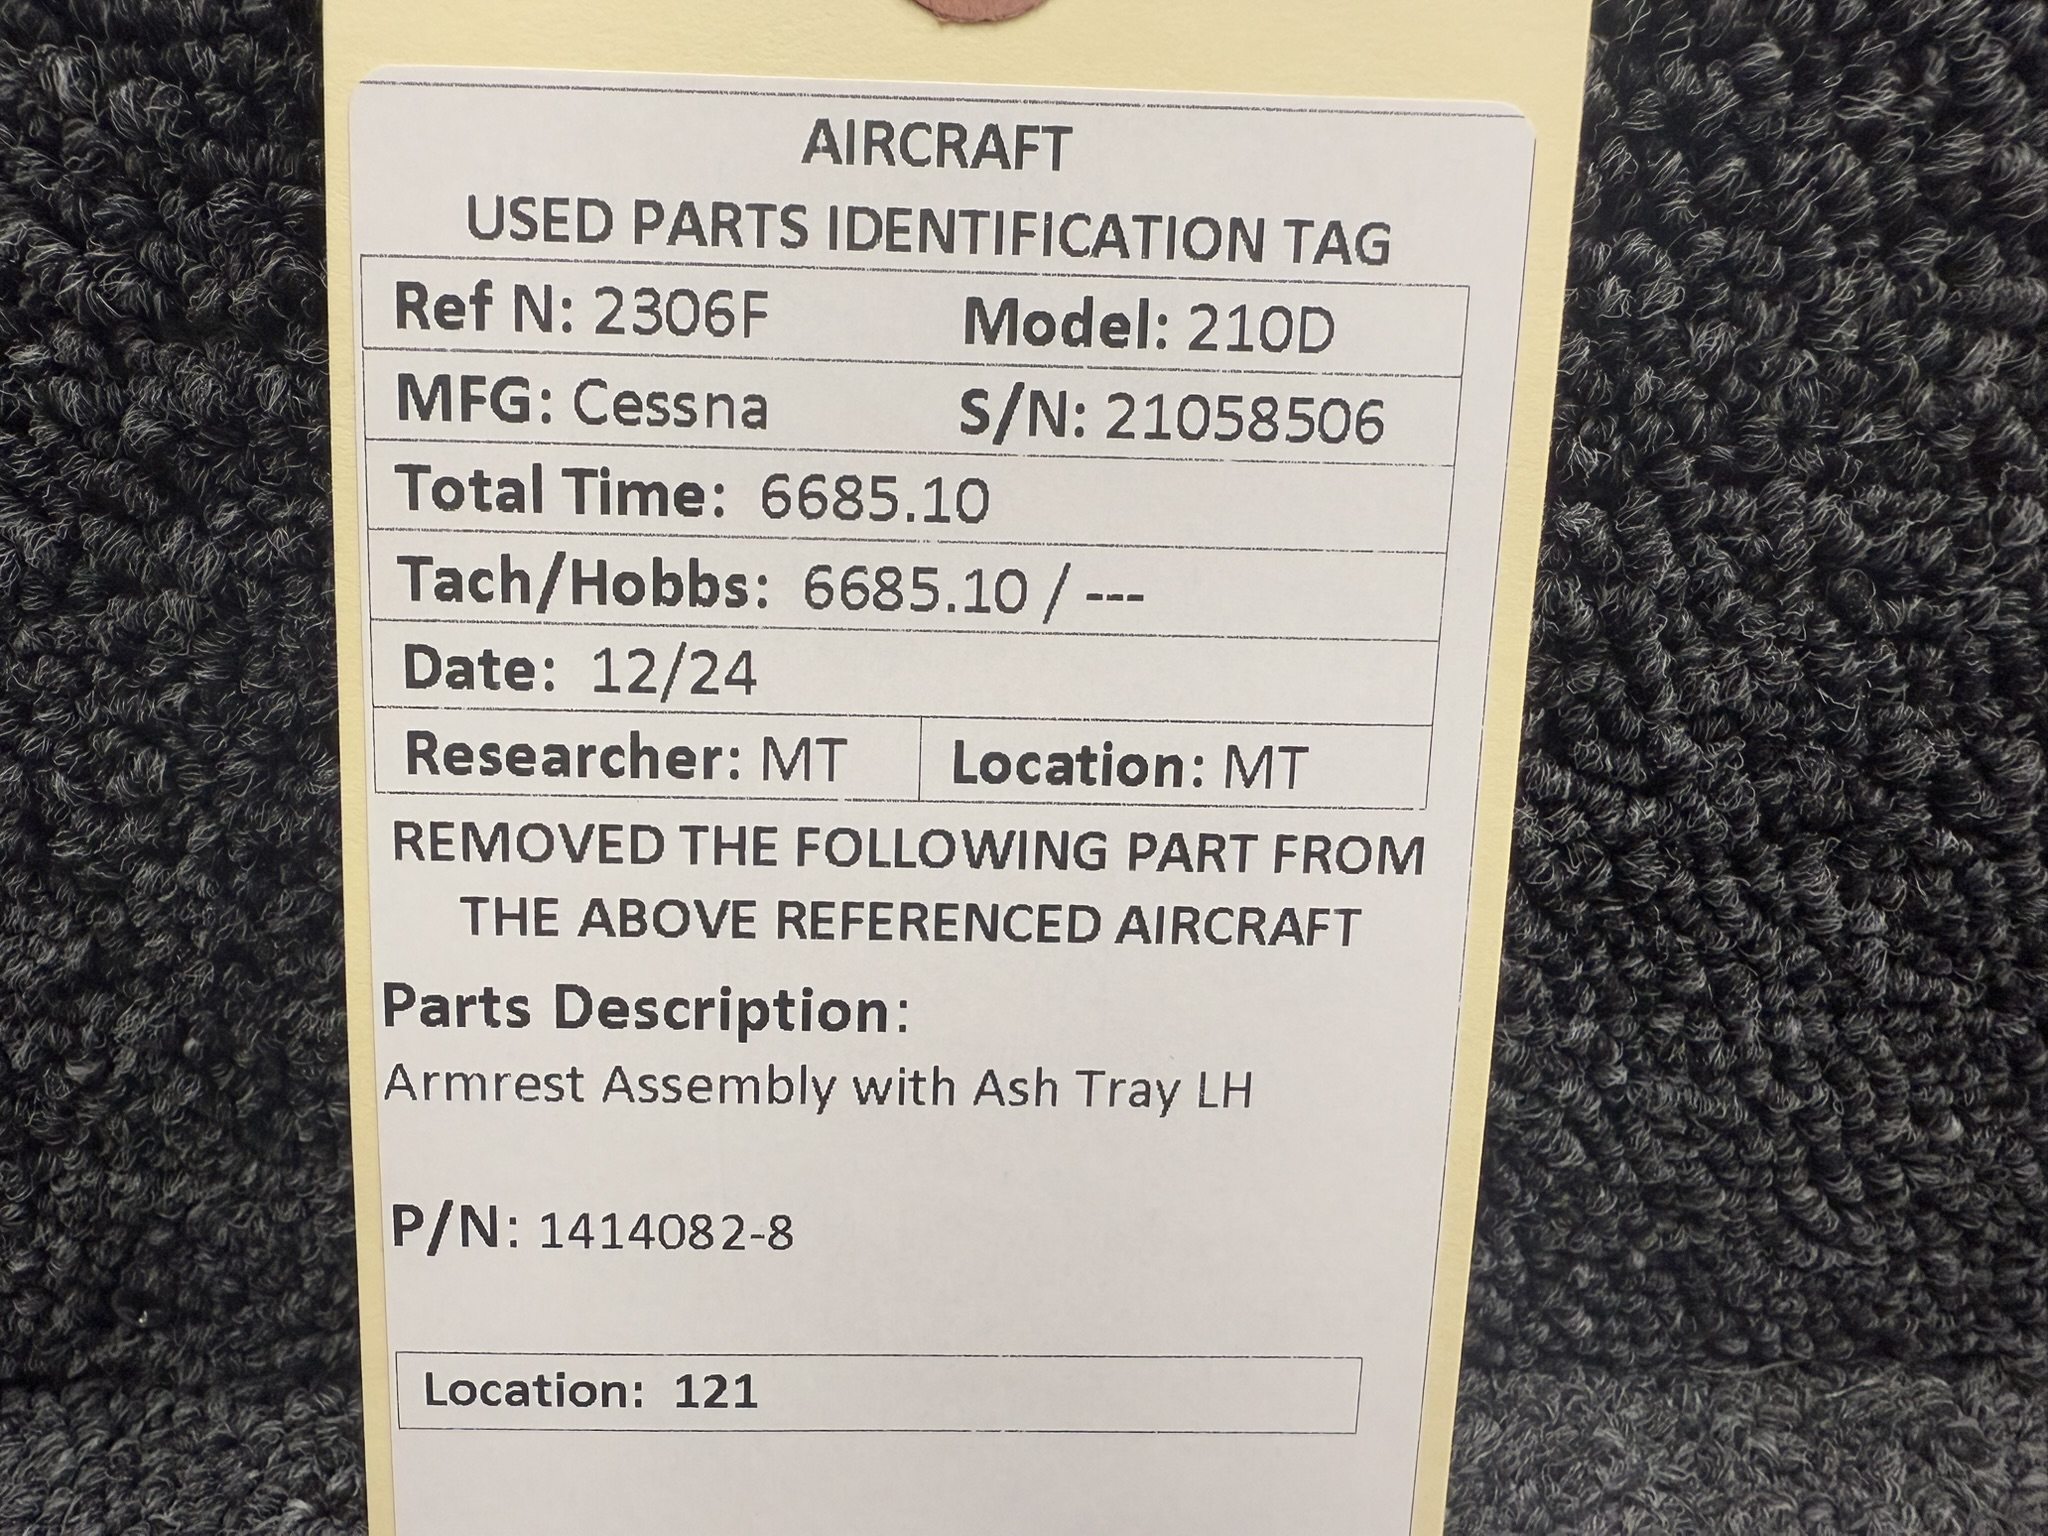 AIRCRAFT
USED PARTS IDENTIFICATION TAG
Ref N: 2306F Model: 210D
MFG: Cessna S/N: 21058506
Total Time: 6685.10
Tach/Hobbs: 6685.10 / ---
Date: 12/24
Researcher: MT Location: MT
REMOVED THE FOLLOWING PART FROM
THE ABOVE REFERENCED AIRCRAFT
Parts Description:
Armrest Assembly with Ash Tray LH
P/N: 1414082-8
Location: 121